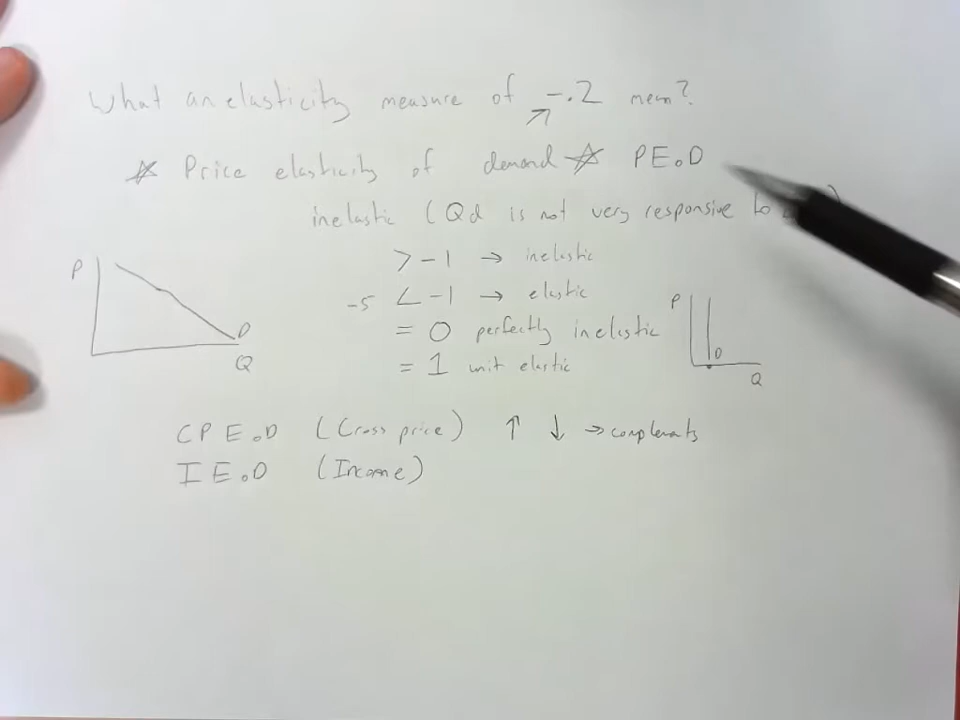 What an elasticity measure of -.2 mean?
☆ Price elasticity of demand ☆ PE.D
inelastic (Qd is not very responsive to
> -1 → inelastic
-5 < -1 → elastic
= 0 perfectly inelastic
= 1 unit elastic
P
D
Q
P
D
Q
CPE.D (Cross price) ↑ ↓ → complemats
IE.D (Income)